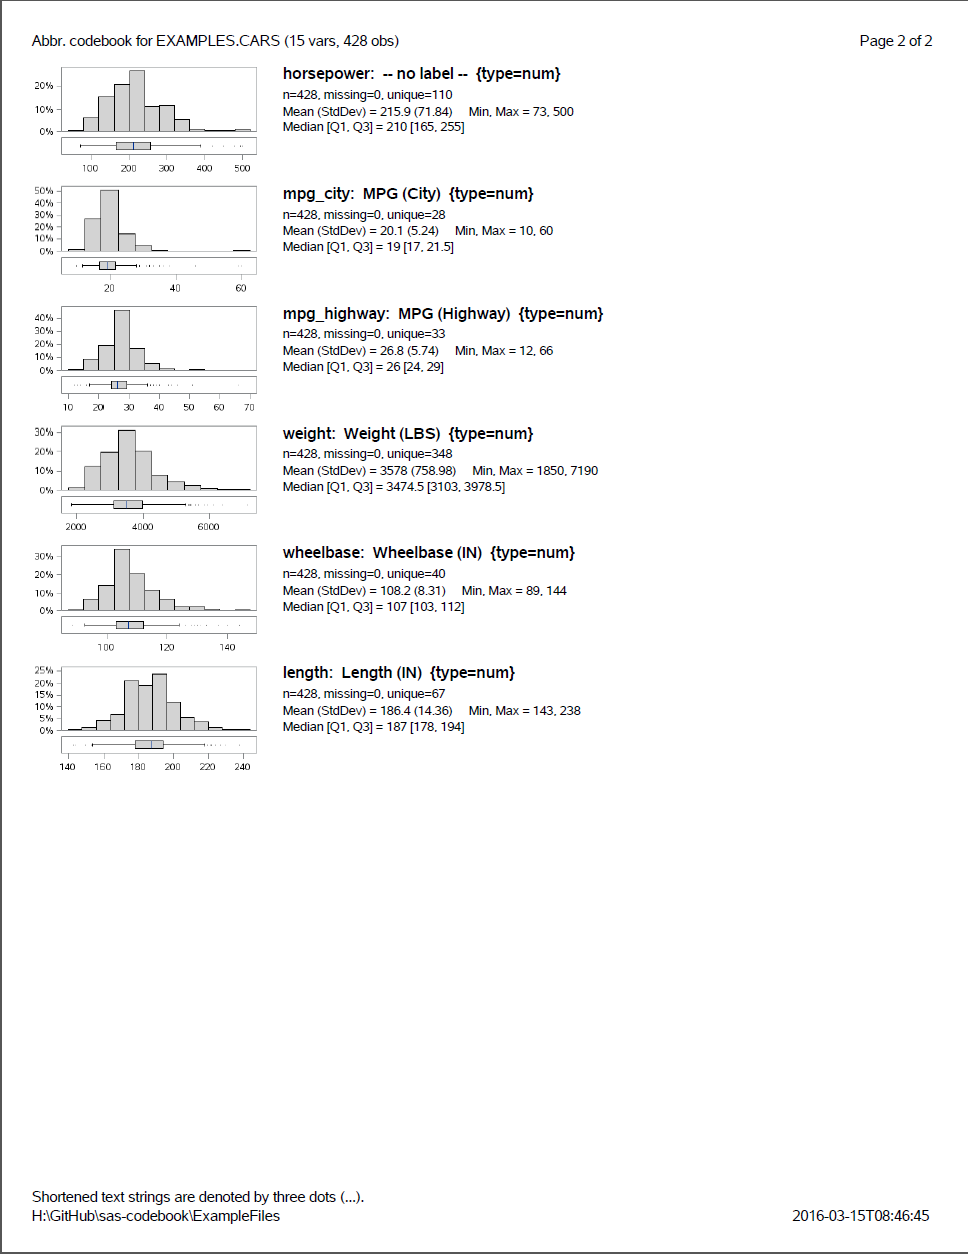 Abbr. codebook for EXAMPLES.CARS (15 vars, 428 obs) Page 2 of 2
horsepower: -- no label -- {type=num}
n=428, missing=0, unique=110
Mean (StdDev) = 215.9 (71.84) Min, Max = 73, 500
Median [Q1, Q3] = 210 [165, 255]
20%
10%
0%
100 200 300 400 500
mpg_city: MPG (City) {type=num}
n=428, missing=0, unique=28
Mean (StdDev) = 20.1 (5.24) Min, Max = 10, 60
Median [Q1, Q3] = 19 [17, 21.5]
50%
40%
30%
20%
10%
0%
20 40 60
mpg_highway: MPG (Highway) {type=num}
n=428, missing=0, unique=33
Mean (StdDev) = 26.8 (5.74) Min, Max = 12, 66
Median [Q1, Q3] = 26 [24, 29]
40%
30%
20%
10%
0%
10 20 30 40 50 60 70
weight: Weight (LBS) {type=num}
n=428, missing=0, unique=348
Mean (StdDev) = 3578 (758.98) Min, Max = 1850, 7190
Median [Q1, Q3] = 3474.5 [3103, 3978.5]
30%
20%
10%
0%
2000 4000 6000
wheelbase: Wheelbase (IN) {type=num}
n=428, missing=0, unique=40
Mean (StdDev) = 108.2 (8.31) Min, Max = 89, 144
Median [Q1, Q3] = 107 [103, 112]
30%
20%
10%
0%
100 120 140
length: Length (IN) {type=num}
n=428, missing=0, unique=67
Mean (StdDev) = 186.4 (14.36) Min, Max = 143, 238
Median [Q1, Q3] = 187 [178, 194]
25%
20%
15%
10%
5%
0%
140 160 180 200 220 240
Shortened text strings are denoted by three dots (...).
H:\GitHub\sas-codebook\ExampleFiles 2016-03-15T08:46:45